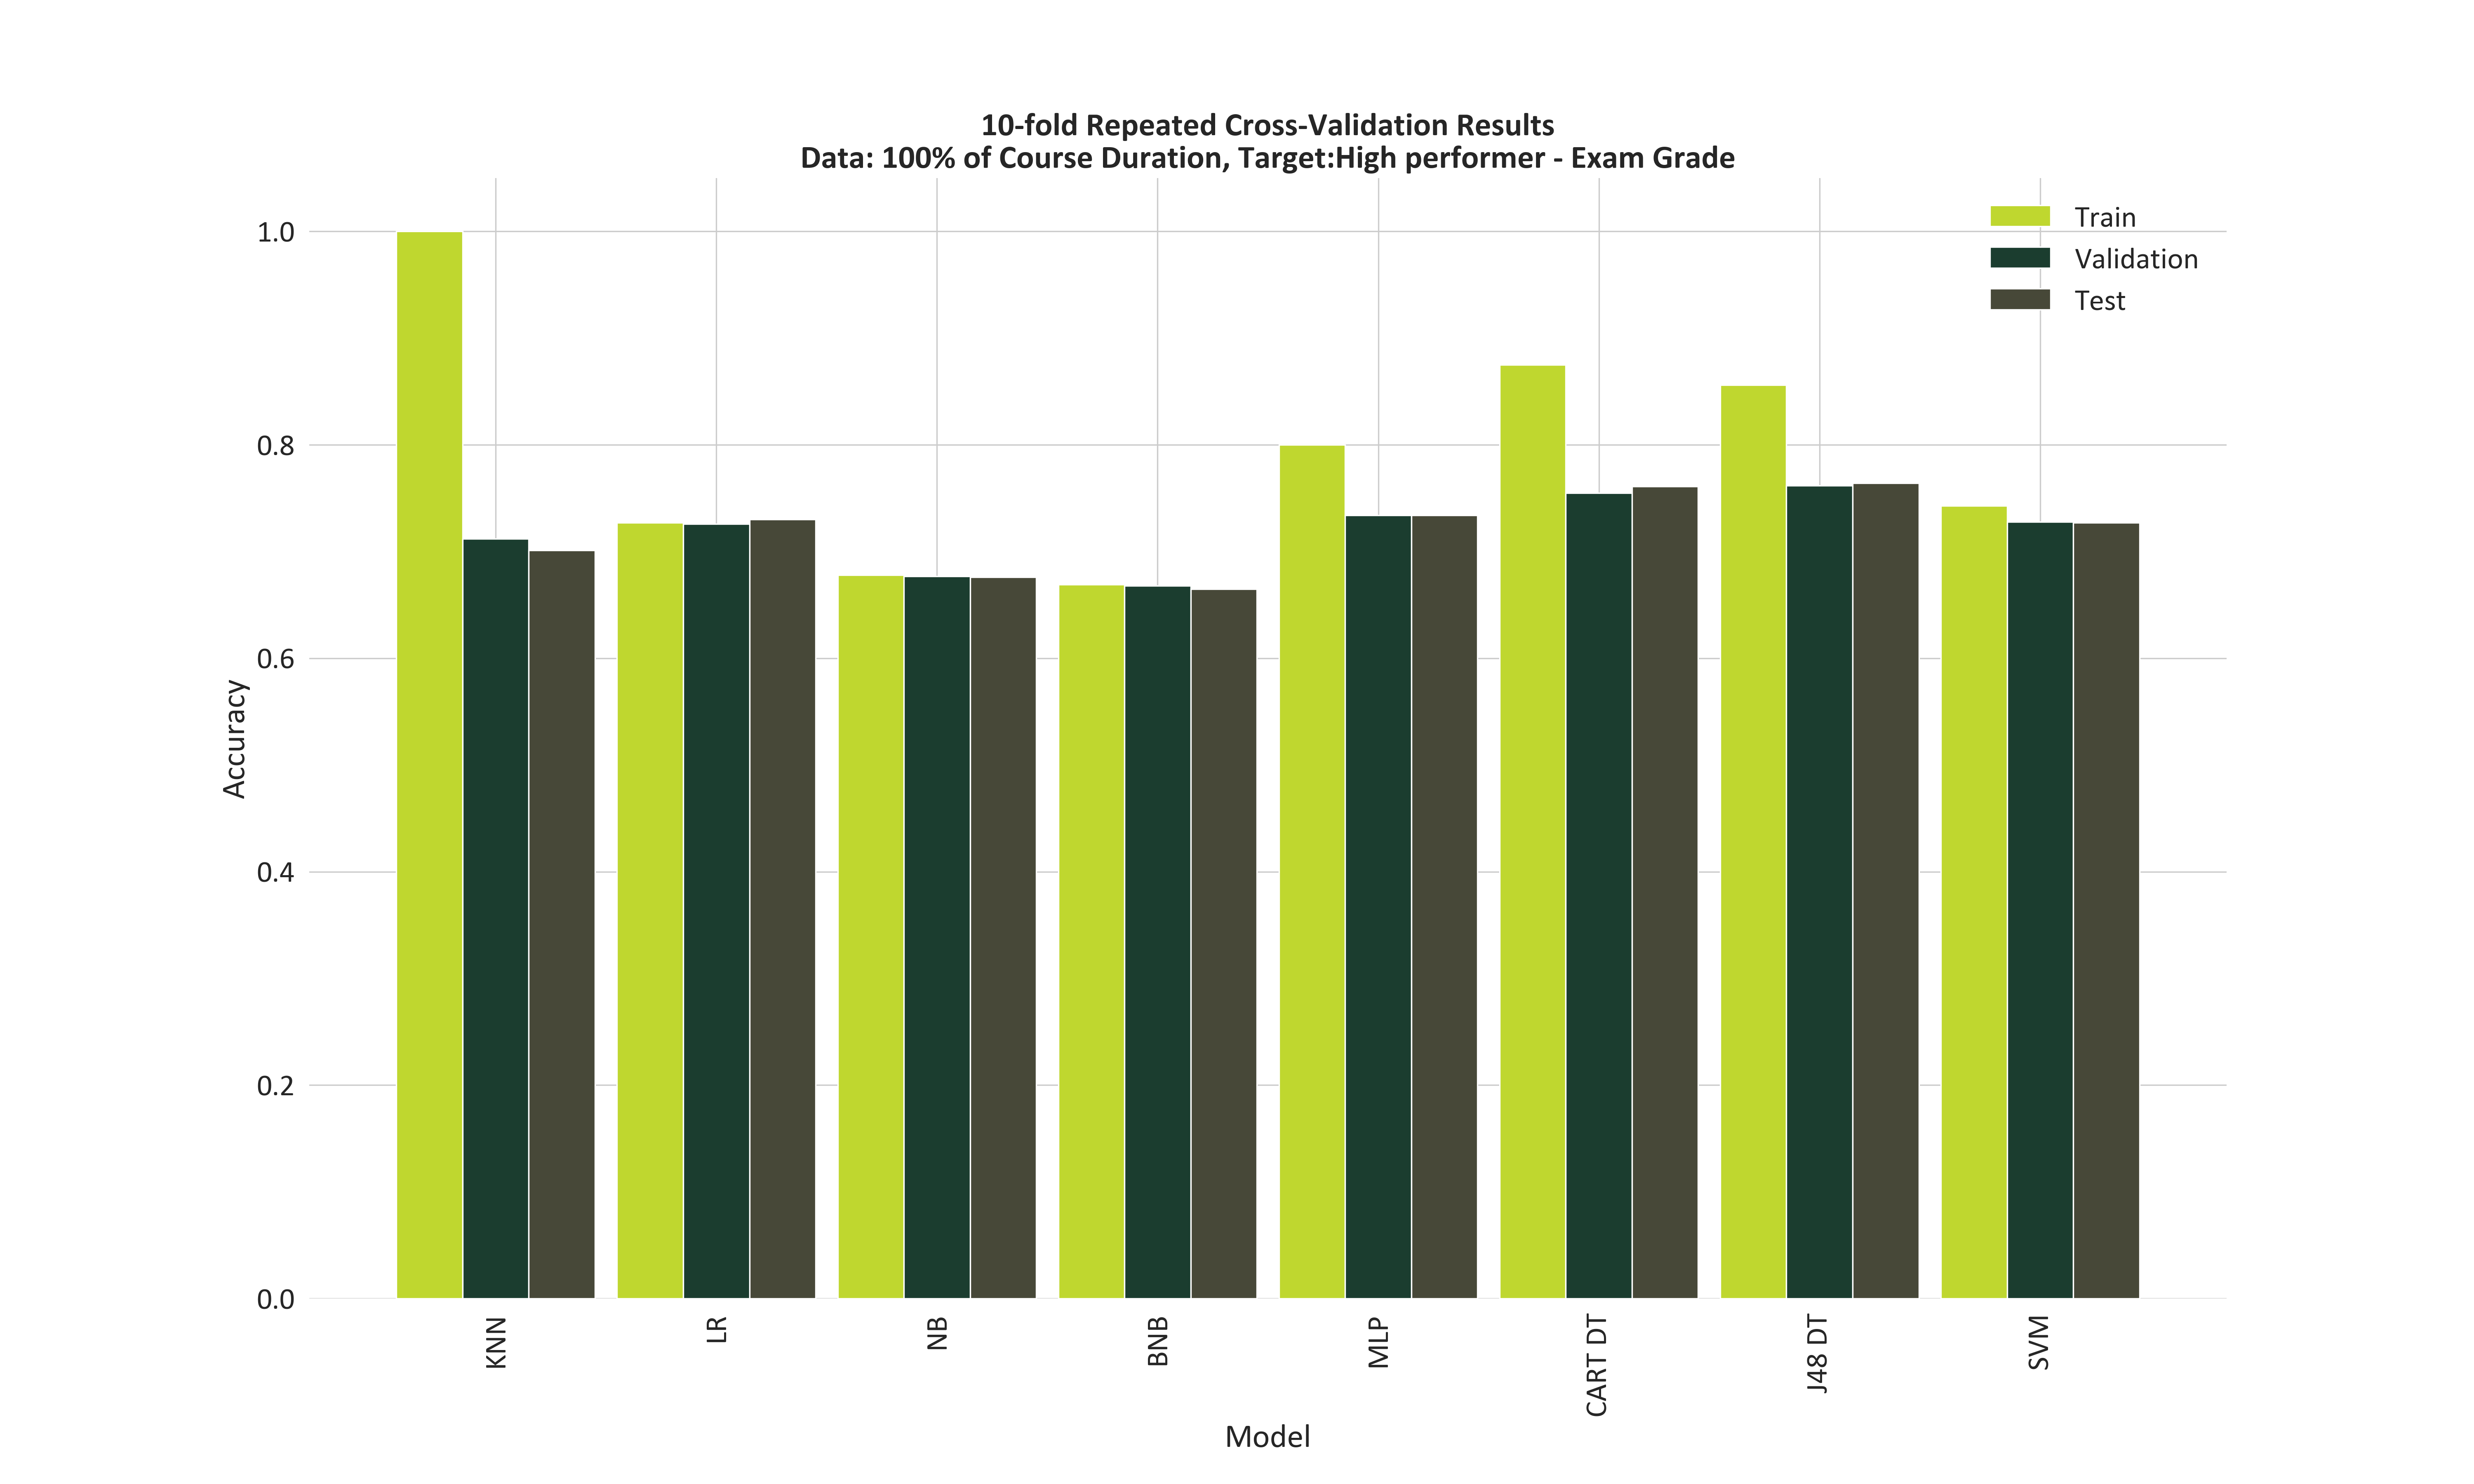 10-fold Repeated Cross-Validation Results
Data: 100% of Course Duration, Target:High performer - Exam Grade
Train
Validation
Test
1.0
0.8
0.6
0.4
0.2
0.0
Accuracy
KNN
LR
NB
BNB
MLP
CART DT
J48 DT
SVM
Model